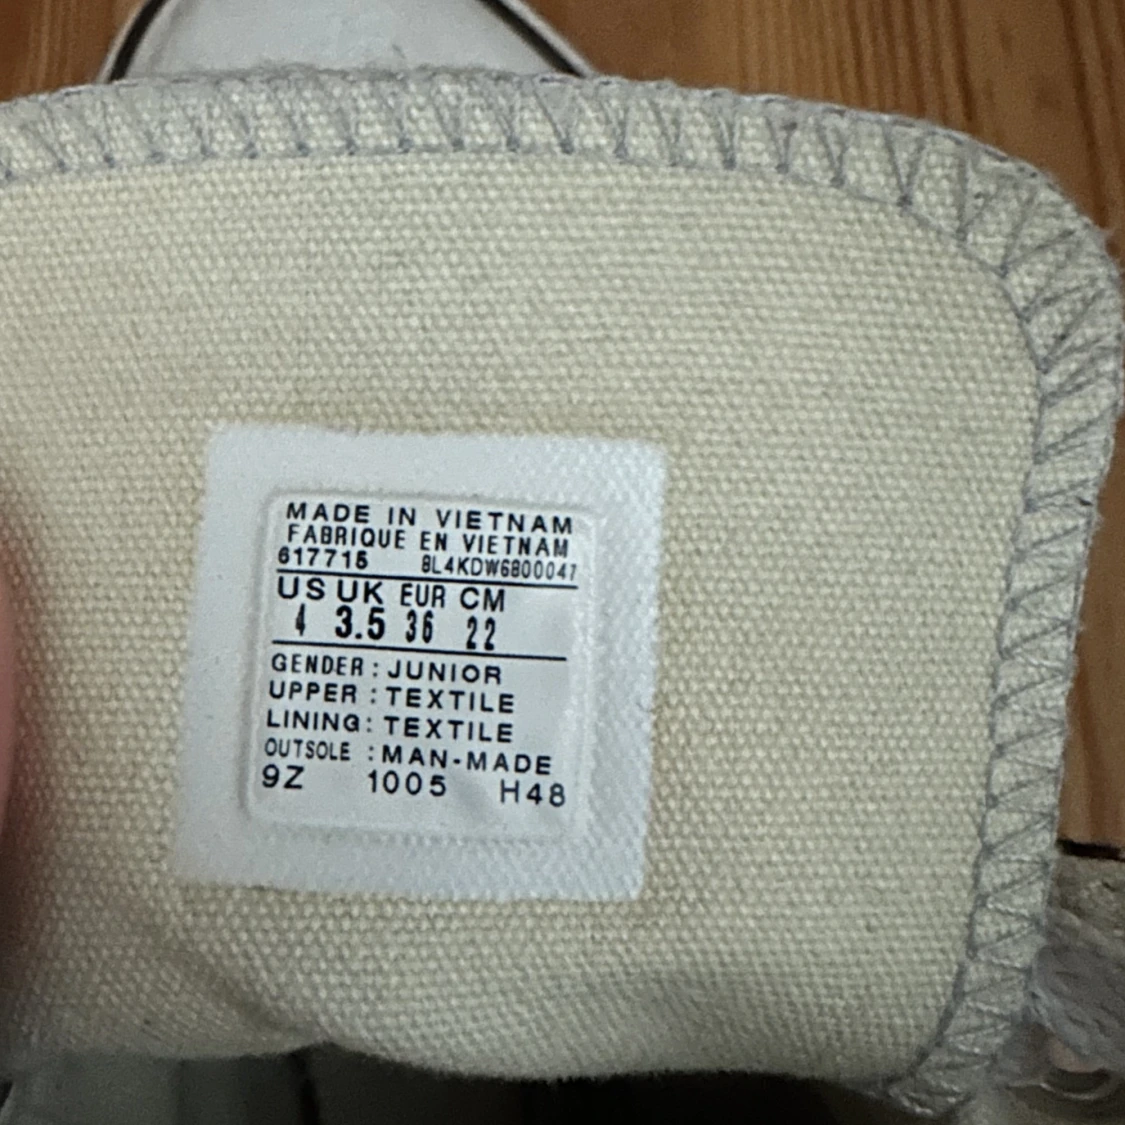 MADE IN VIETNAM
FABRIQUE EN VIETNAM
617715 8L4KDW6800047
US UK EUR CM
4 3.5 36 22
GENDER : JUNIOR
UPPER : TEXTILE
LINING : TEXTILE
OUTSOLE : MAN-MADE
9Z 1005 H48